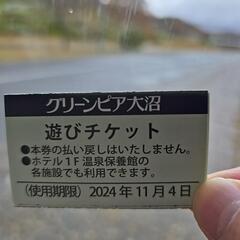 グリーンピア大沼
遊びチケット
●本券の払い戻しはいたしません。
●ホテル1F 温泉保養館の
各施設でも利用できます。
（使用期限）2024年11月4日